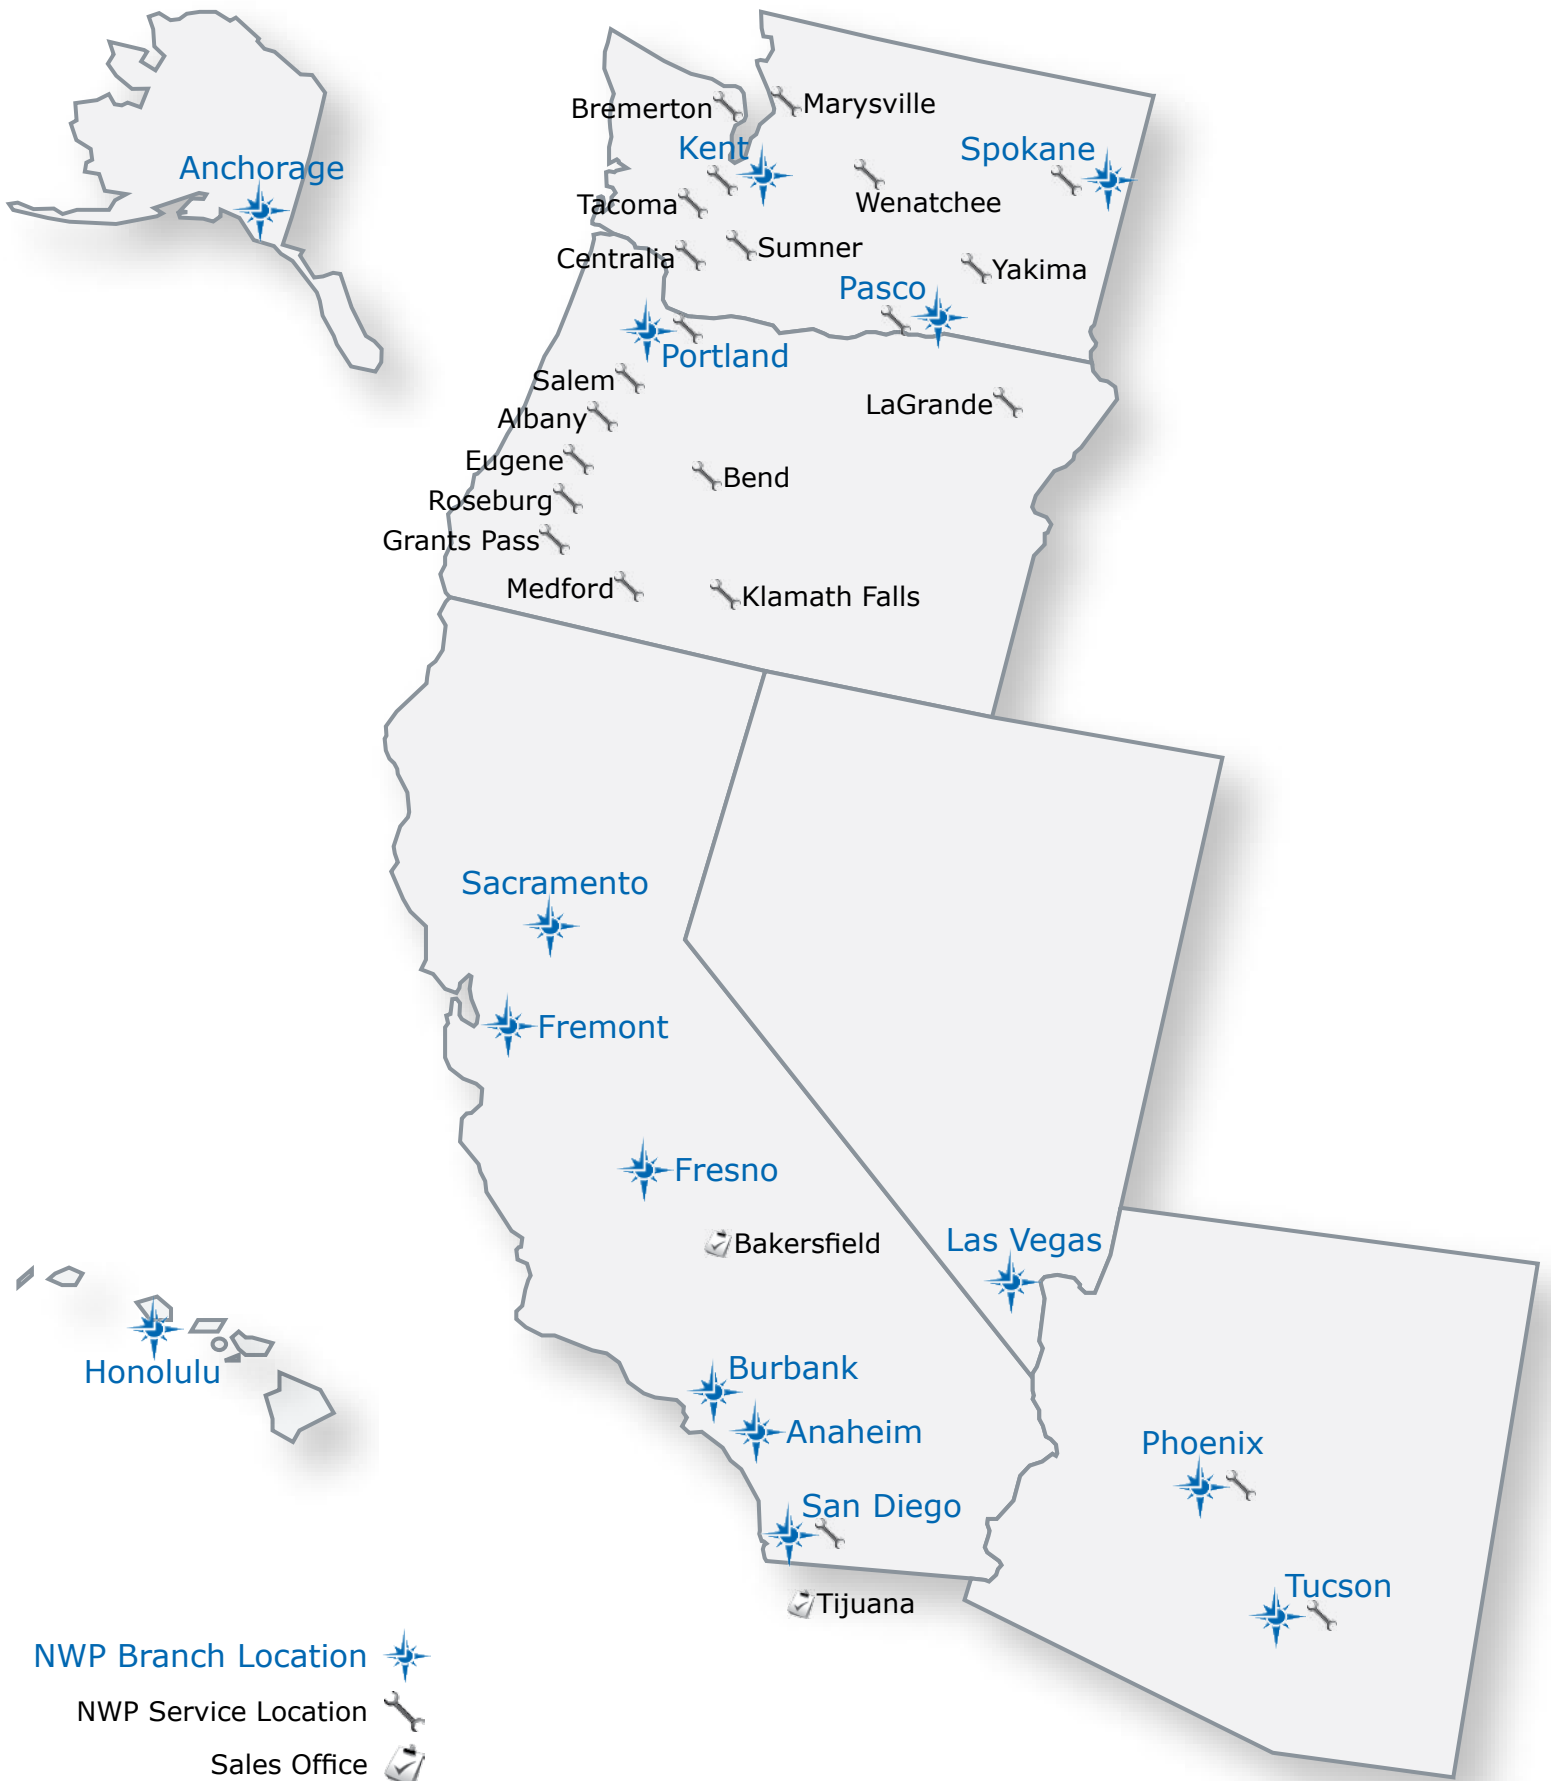 Bremerton
Marysville
Kent
Spokane
Anchorage
Tacoma
Wenatchee
Centralia
Sumner
Yakima
Pasco
Portland
Salem
LaGrande
Albany
Eugene
Bend
Roseburg
Grants Pass
Medford
Klamath Falls
Sacramento
Fremont
Fresno
Bakersfield
Las Vegas
Honolulu
Burbank
Anaheim
Phoenix
San Diego
Tucson
Tijuana
NWP Branch Location
NWP Service Location
Sales Office